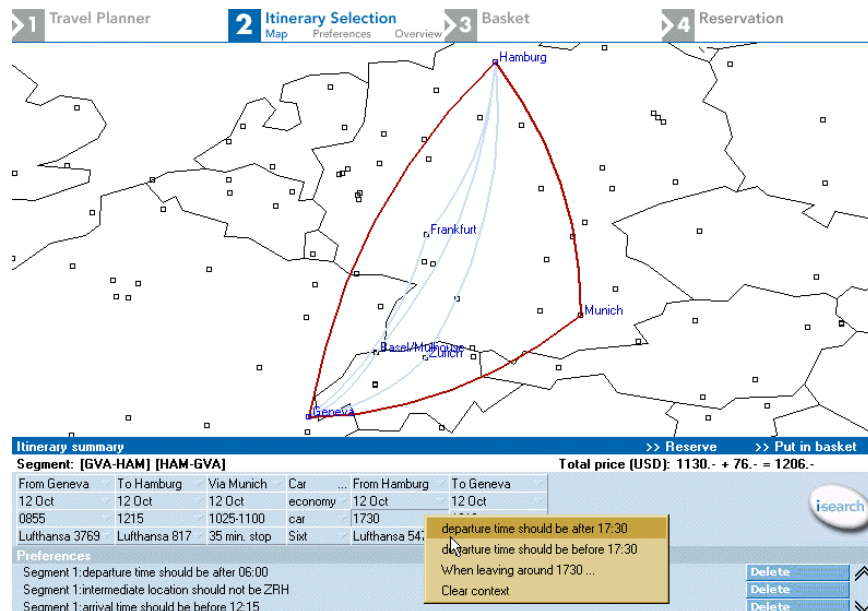 1 Travel Planner
2 Itinerary Selection
Map Preferences Overview
3 Basket
4 Reservation
Hamburg
Frankfurt
Munich
Basel/Mulhouse
Zurich
Geneva
Itinerary summary >> Reserve >> Put in basket
Segment: [GVA-HAM] [HAM-GVA] Total price (USD): 1130.- + 76.- = 1206.-
From Geneva To Hamburg Via Munich Car ... From Hamburg To Geneva
12 Oct 12 Oct 12 Oct economy 12 Oct 12 Oct
0855 1215 1025-1100 car 1730
Lufthansa 3769 Lufthansa 817 35 min. stop Sixt Lufthansa
i:search
departure time should be after 17:30
departure time should be before 17:30
When leaving around 1730 ...
Clear context
Preferences
Segment 1:departure time should be after 06:00 Delete
Segment 1:intermediate location should not be ZRH Delete
Segment 1:arrival time should be before 12:15 Delete